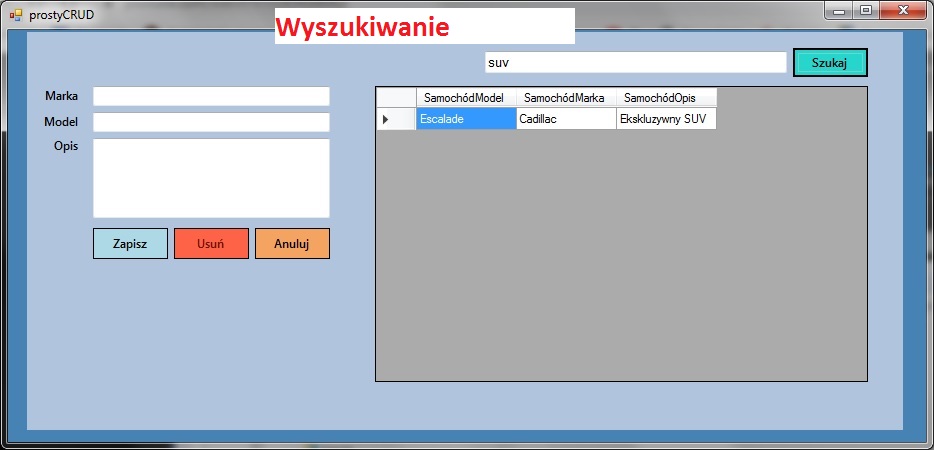 prostyCRUD
Wyszukiwanie
suv
Szukaj
Marka
Model
Opis
Zapisz
Usuń
Anuluj
SamochódModel SamochódMarka SamochódOpis
Escalade Cadillac Ekskluzywny SUV